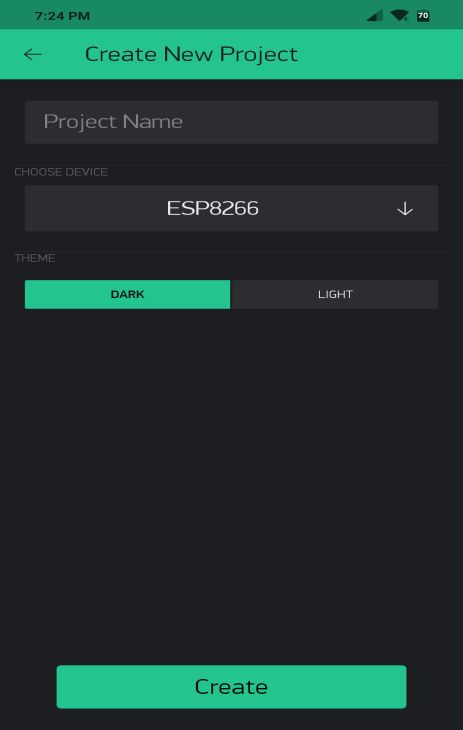 7:24 PM
70
Create New Project
Project Name
CHOOSE DEVICE
ESP8266
THEME
DARK
LIGHT
Create